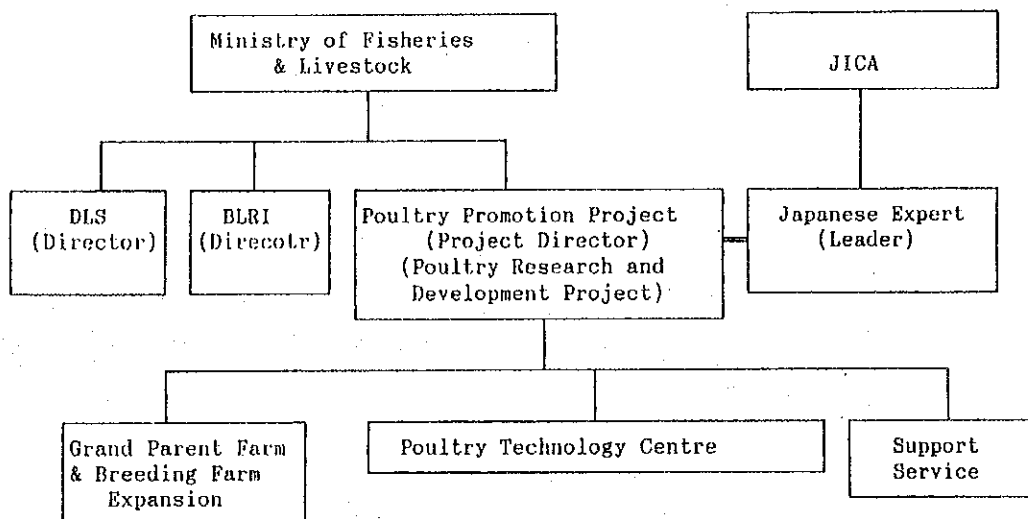 Ministry of Fisheries
& Livestock
JICA
DLS
(Director)
BLRI
(Direcotr)
Poultry Promotion Project
(Project Director)
(Poultry Research and
Development Project)
Japanese Expert
(Leader)
Grand Parent Farm
& Breeding Farm
Expansion
Poultry Technology Centre
Support
Service